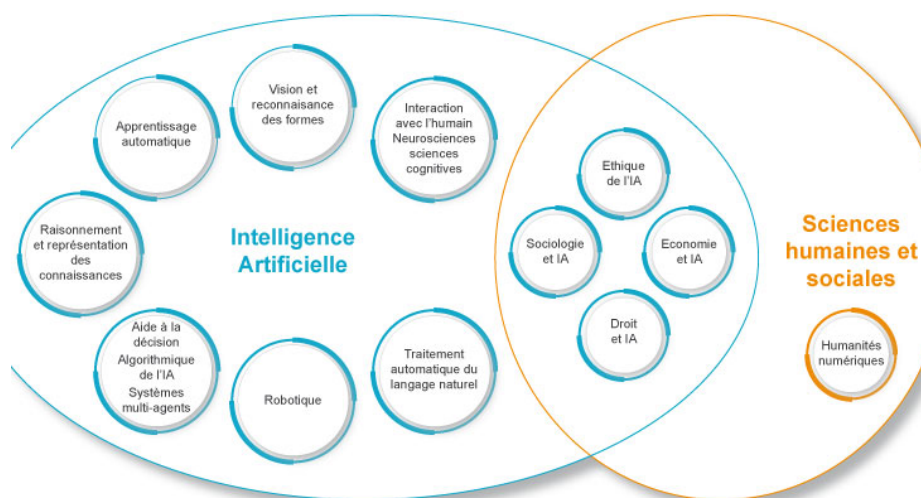 Vision et
reconnaisance
des formes
Apprentissage
automatique
Interaction
avec l'humain
Neurosciences
sciences
cognitives
Raisonnement
et représentation
des
connaissances
Intelligence
Artificielle
Aide à la
décision
Algorithmique
de l'IA
Systèmes
multi-agents
Robotique
Traitement
automatique du
langage naturel
Ethique
de l'IA
Sociologie
et IA
Economie
et IA
Droit
et IA
Sciences
humaines et
sociales
Humanités
numériques